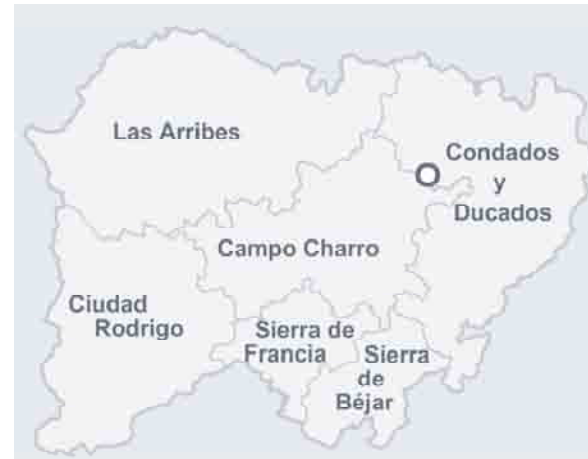 Las Arribes
Condados
y
Ducados
Campo Charro
Ciudad
Rodrigo
Sierra de
Francia
Sierra
de
Béjar